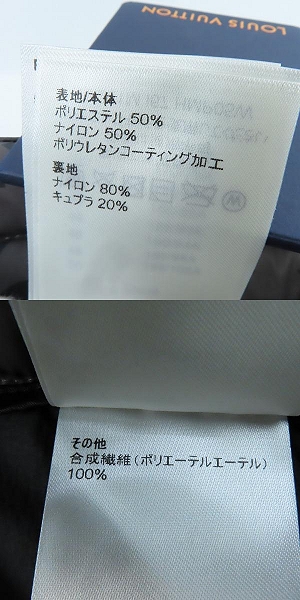 LOUIS VUITTON
表地/本体
ポリエステル 50%
ナイロン 50%
ポリウレタンコーティング加工
裏地
ナイロン 80%
キュプラ 20%
その他
合成繊維(ポリエーテルエーテル)
100%